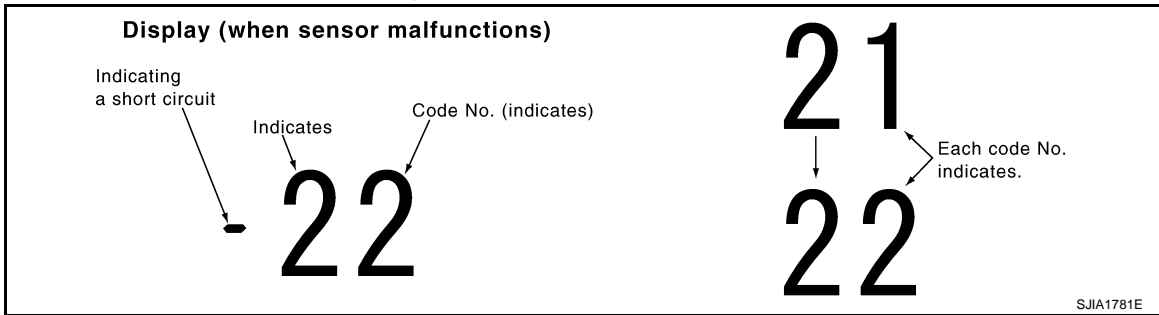 Display (when sensor malfunctions)
Indicating
a short circuit
Indicates
Code No. (indicates)
- 22
21
Each code No.
indicates.
22
SJIA1781E